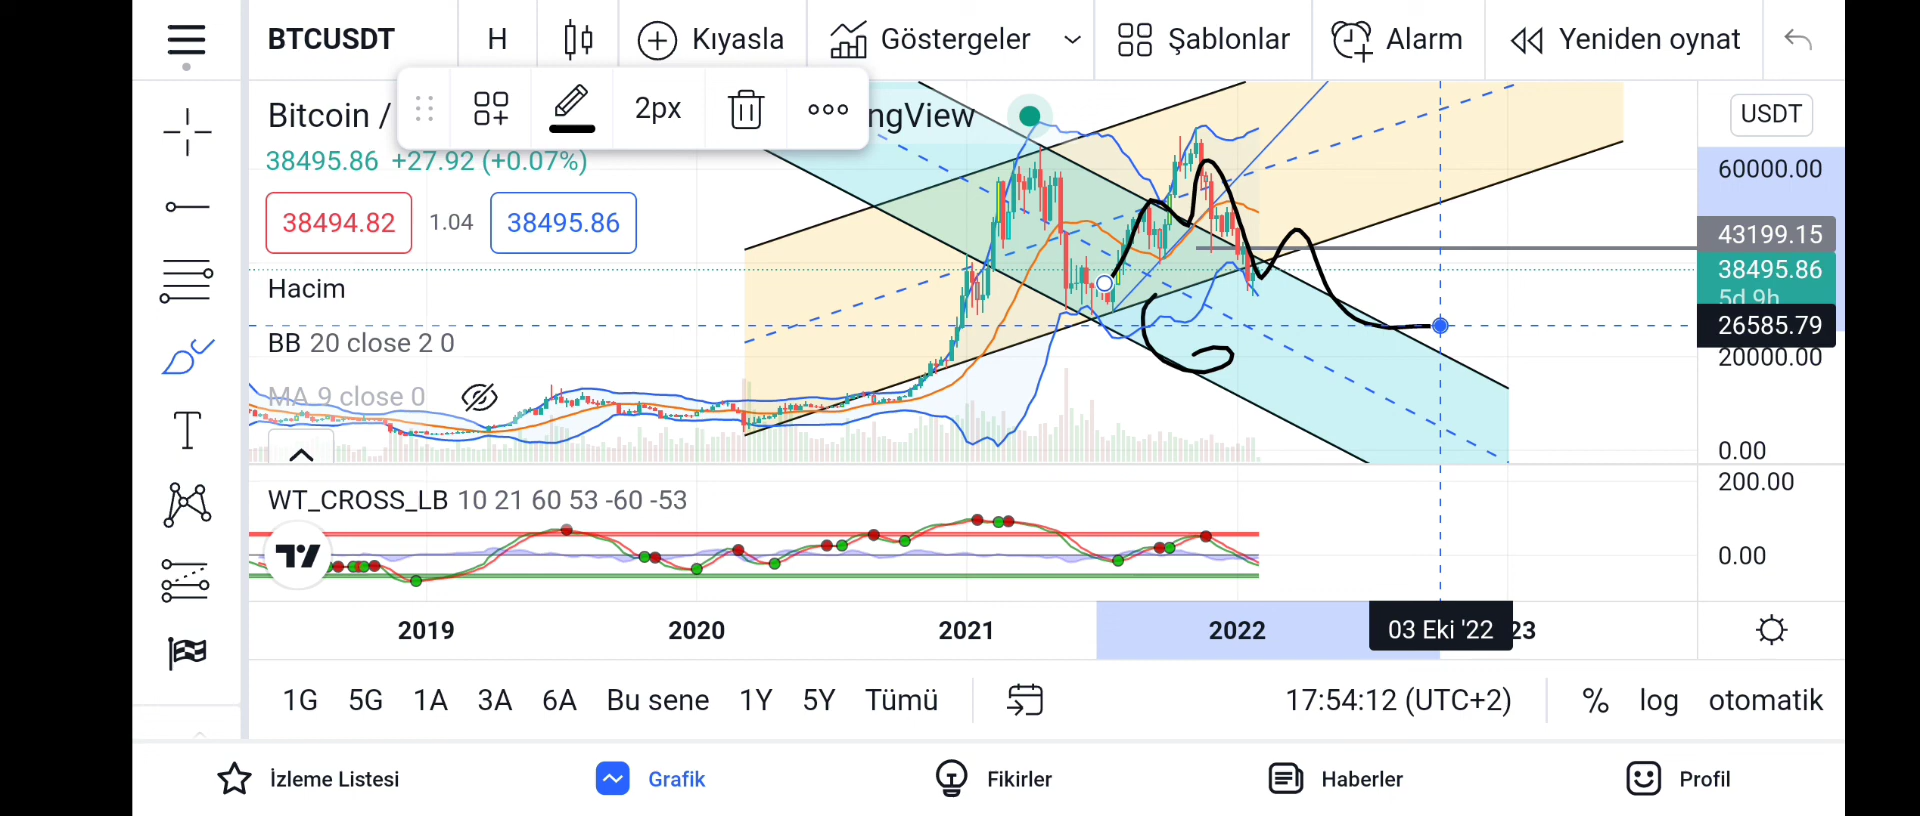 BTCUSDT H Kıyasla Göstergeler Şablonlar Alarm Yeniden oynat
2px
Bitcoin / ngView USDT
38495.86 +27.92 (+0.07%)
38494.82 1.04 38495.86
Hacim
BB 20 close 2 0
MA 9 close 0
60000.00
43199.15
38495.86
5d 9h
26585.79
20000.00
0.00
WT_CROSS_LB 10 21 60 53 -60 -53
200.00
0.00
2019 2020 2021 2022 03 Eki '22 23
1G 5G 1A 3A 6A Bu sene 1Y 5Y Tümü 17:54:12 (UTC+2) % log otomatik
İzleme Listesi Grafik Fikirler Haberler Profil